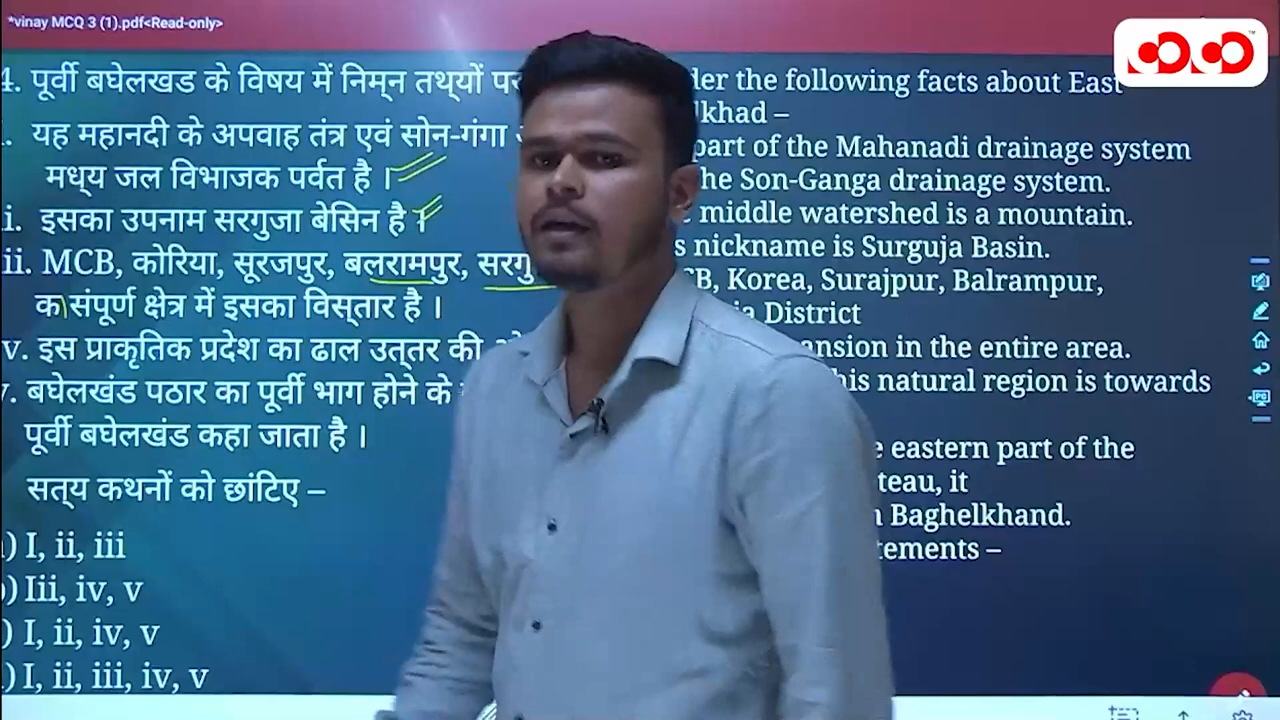 *vinay MCQ 3 (1).pdf<Read-only>
4. पूर्वी बघेलखड के विषय में निम्न तथ्यों पर
यह महानदी के अपवाह तंत्र एवं सोन-गंगा
मध्य जल विभाजक पर्वत है ।
i. इसका उपनाम सरगुजा बेसिन है ।
ii. MCB, कोरिया, सूरजपुर, बलरामपुर,
संपूर्ण क्षेत्र में इसका विस्तार है ।
v. इस प्राकृतिक प्रदेश का ढाल उत्तर की
v. बघेलखंड पठार का पूर्वी भाग होने के
पूर्वी बघेलखंड कहा जाता है ।
सत्य कथनों को छांटिए –
) I, ii, iii
) Iii, iv, v
) I, ii, iv, v
) I, ii, iii, iv, v
the following facts about East
khad –
part of the Mahanadi drainage system
he Son-Ganga drainage system.
middle watershed is a mountain.
s nickname is Surguja Basin.
CB, Korea, Surajpur, Balrampur,
District
in the entire area.
his natural region is towards
eastern part of the
teau, it
Baghelkhand.
tements –